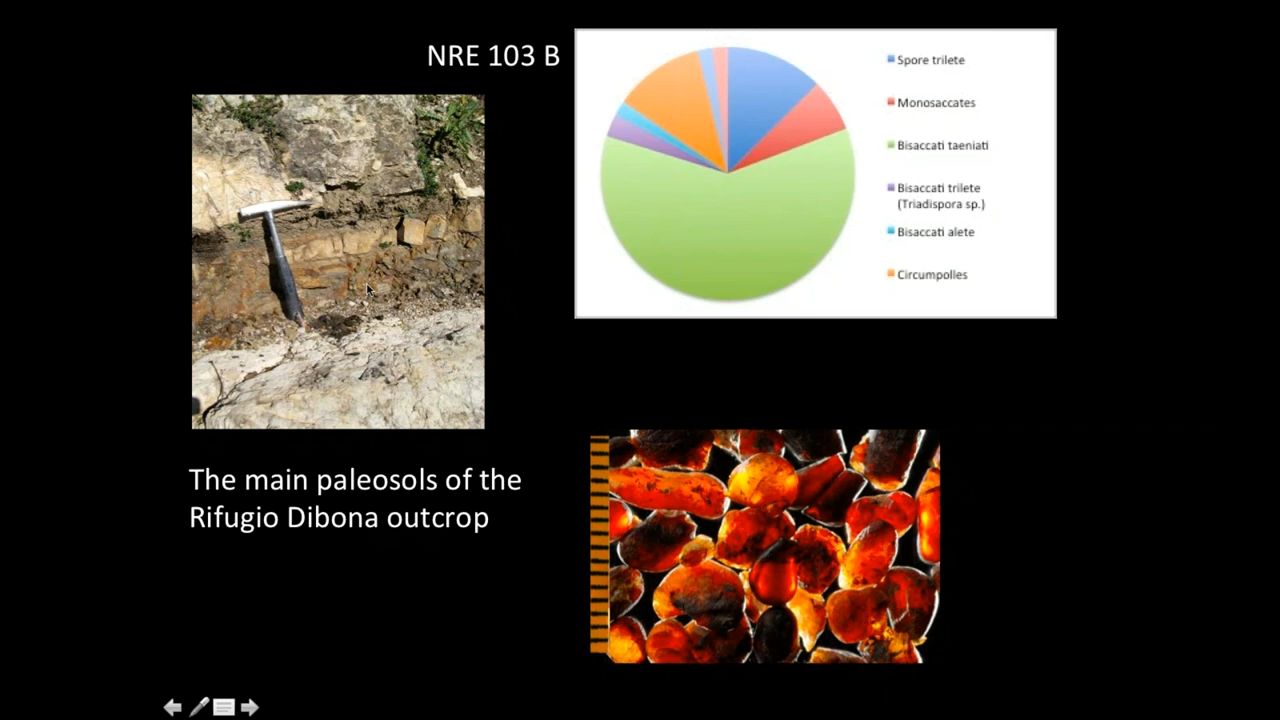 NRE 103 B
Spore trilete
Monosaccates
Bisaccati taeniati
Bisaccati trilete
(Triadispora sp.)
Bisaccati alete
Circumpolles
The main paleosols of the
Rifugio Dibona outcrop